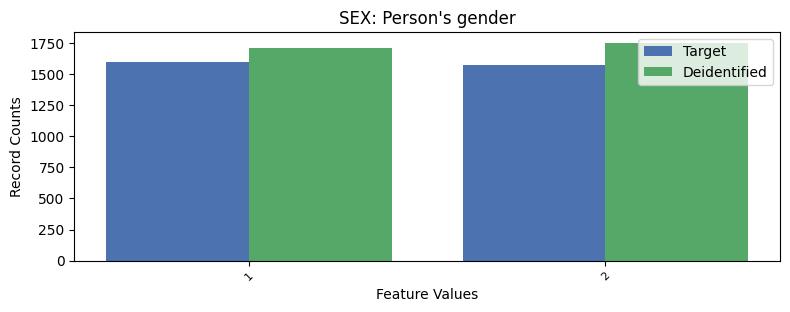 SEX: Person's gender
Target
Deidentified
Record Counts
1750
1500
1250
1000
750
500
250
0
1
2
Feature Values